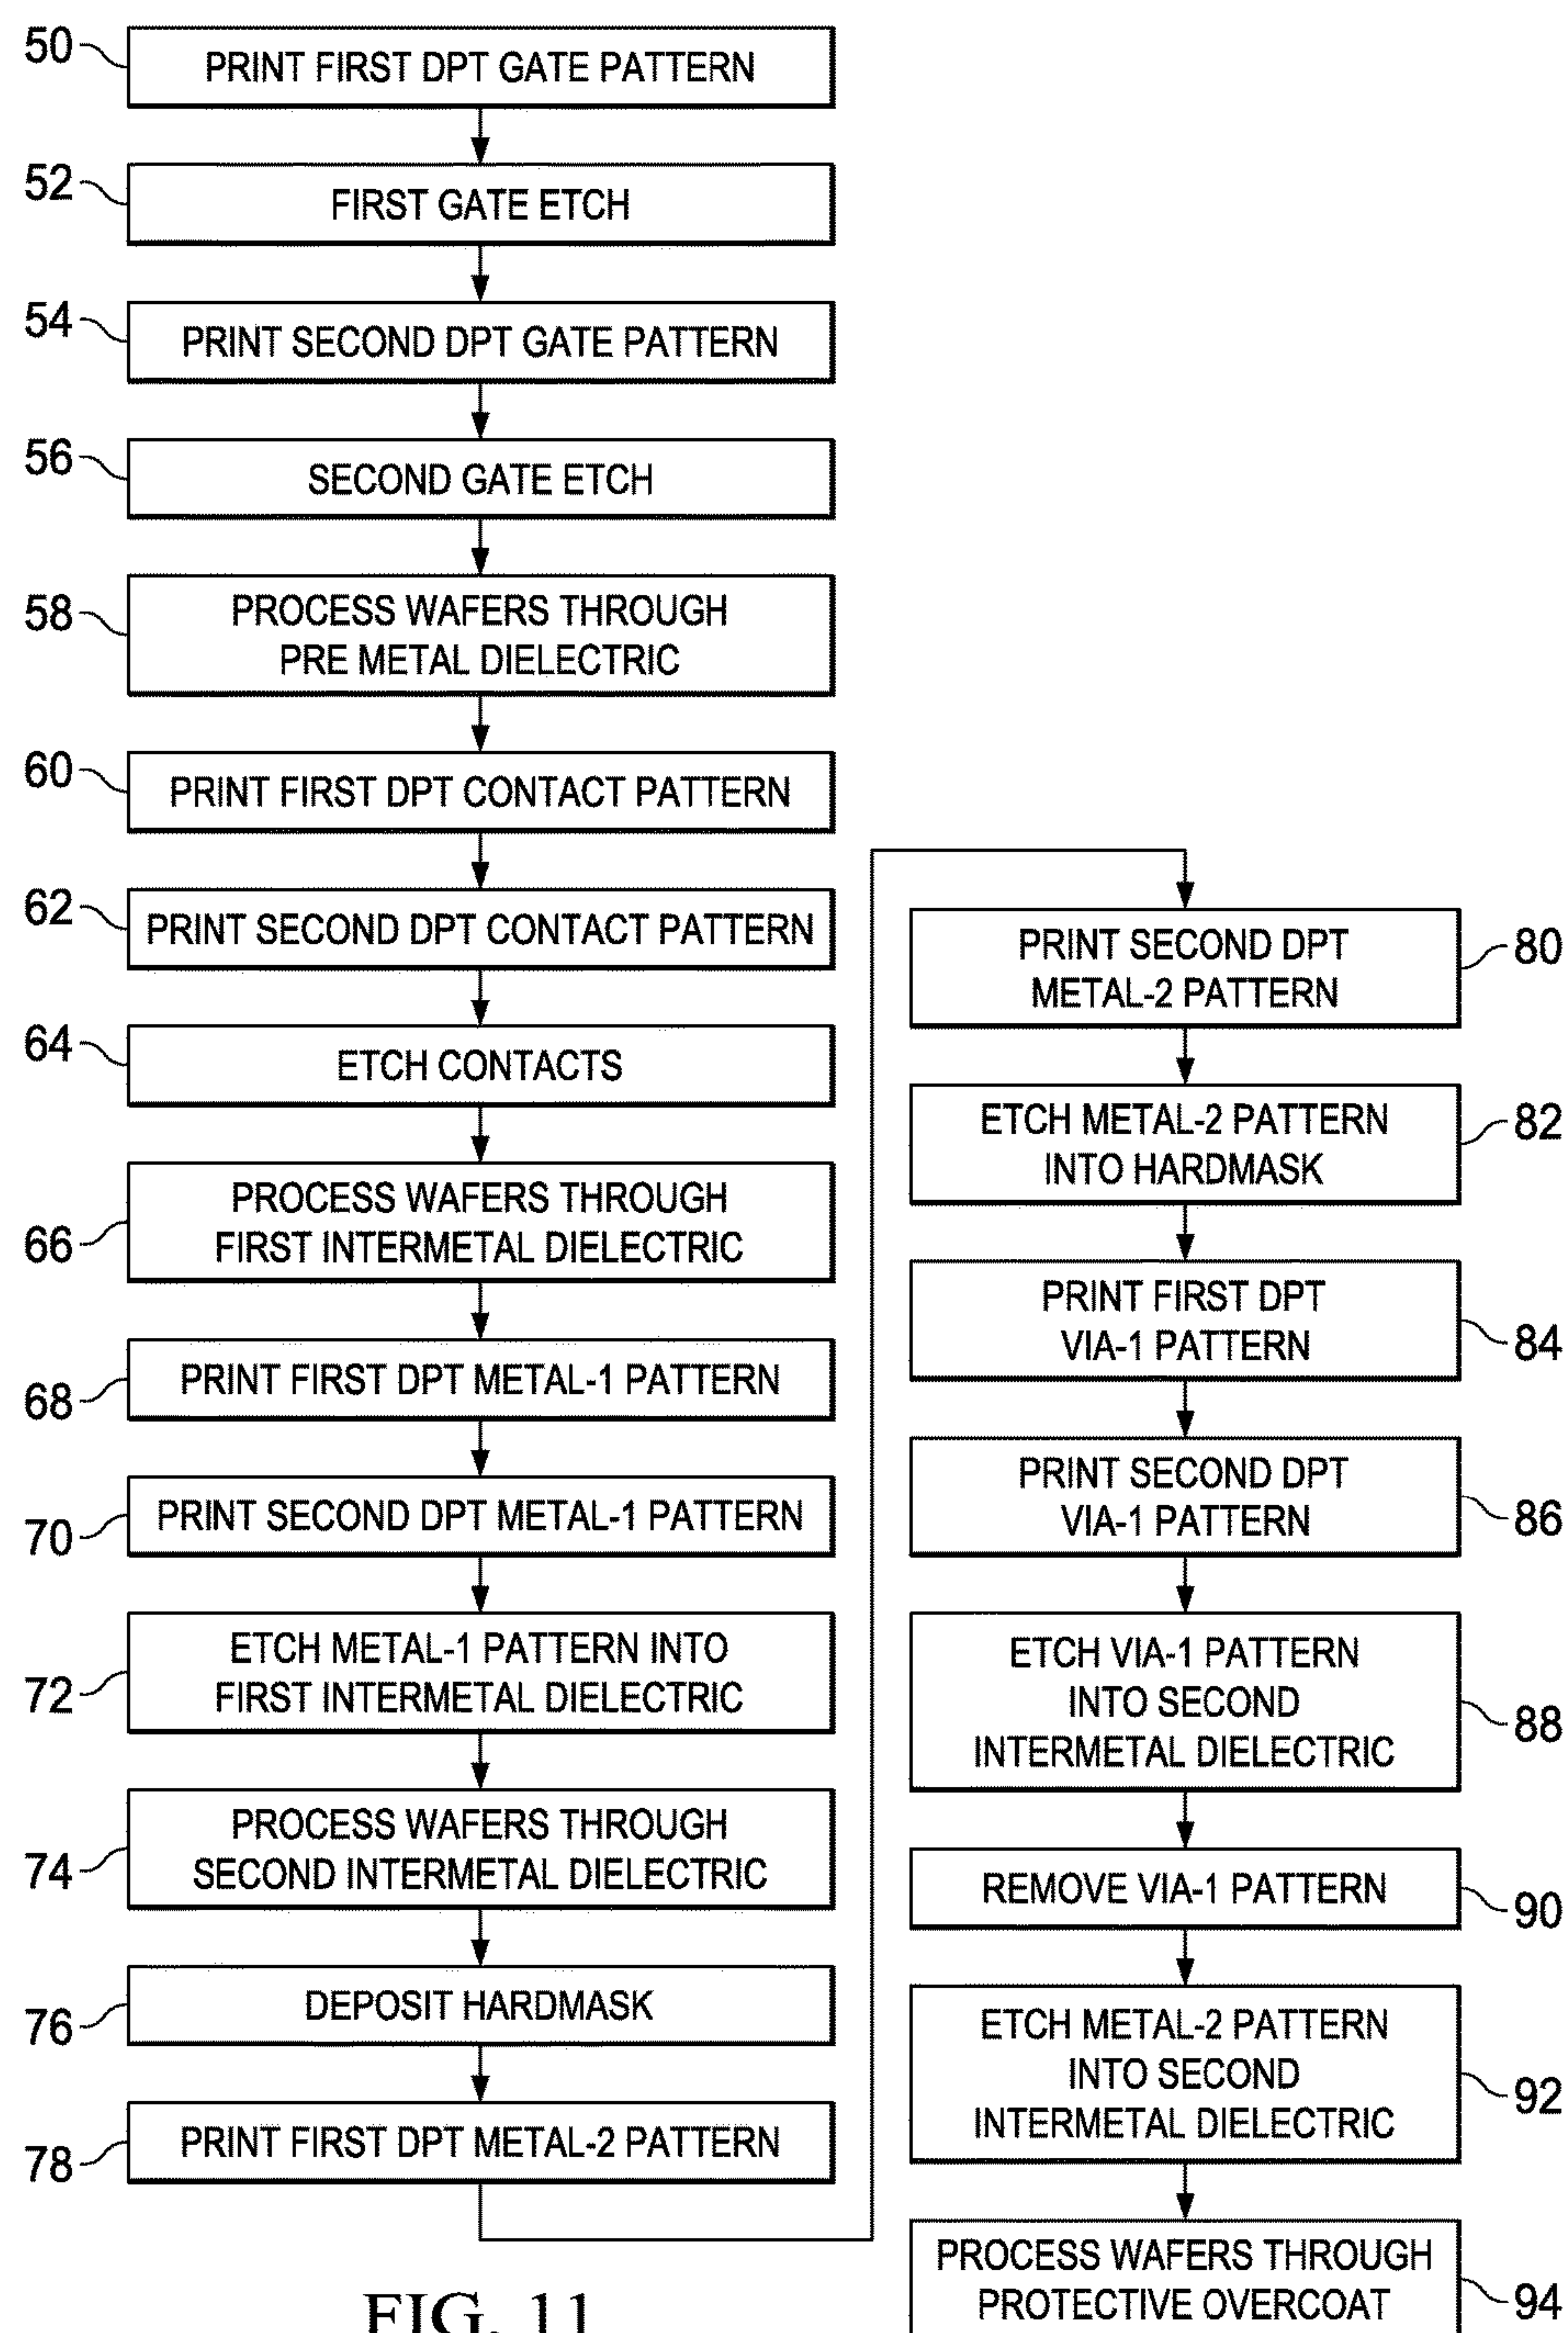 50
PRINT FIRST DPT GATE PATTERN
52
FIRST GATE ETCH
54
PRINT SECOND DPT GATE PATTERN
56
SECOND GATE ETCH
58
PROCESS WAFERS THROUGH
PRE METAL DIELECTRIC
60
PRINT FIRST DPT CONTACT PATTERN
62
PRINT SECOND DPT CONTACT PATTERN
64
ETCH CONTACTS
66
PROCESS WAFERS THROUGH
FIRST INTERMETAL DIELECTRIC
68
PRINT FIRST DPT METAL-1 PATTERN
70
PRINT SECOND DPT METAL-1 PATTERN
72
ETCH METAL-1 PATTERN INTO
FIRST INTERMETAL DIELECTRIC
74
PROCESS WAFERS THROUGH
SECOND INTERMETAL DIELECTRIC
76
DEPOSIT HARDMASK
78
PRINT FIRST DPT METAL-2 PATTERN
PRINT SECOND DPT
METAL-2 PATTERN
80
ETCH METAL-2 PATTERN
INTO HARDMASK
82
PRINT FIRST DPT
VIA-1 PATTERN
84
PRINT SECOND DPT
VIA-1 PATTERN
86
ETCH VIA-1 PATTERN
INTO SECOND
INTERMETAL DIELECTRIC
88
REMOVE VIA-1 PATTERN
90
ETCH METAL-2 PATTERN
INTO SECOND
INTERMETAL DIELECTRIC
92
PROCESS WAFERS THROUGH
PROTECTIVE OVERCOAT
94
FIG. 11